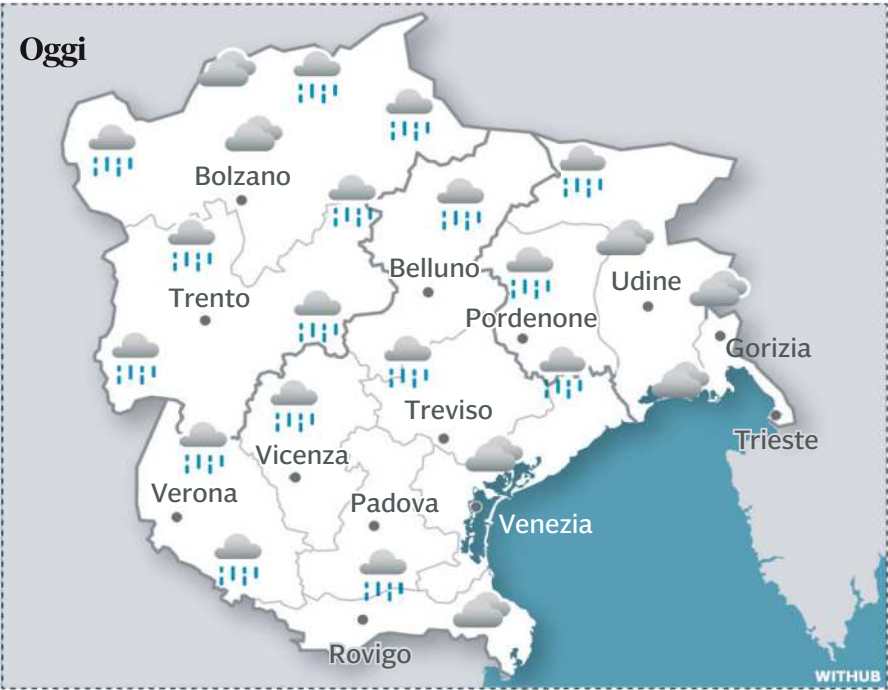 Oggi
Bolzano
Belluno
Udine
Trento
Pordenone
Gorizia
Treviso
Trieste
Vicenza
Verona
Padova
Venezia
Rovigo
WITHUB